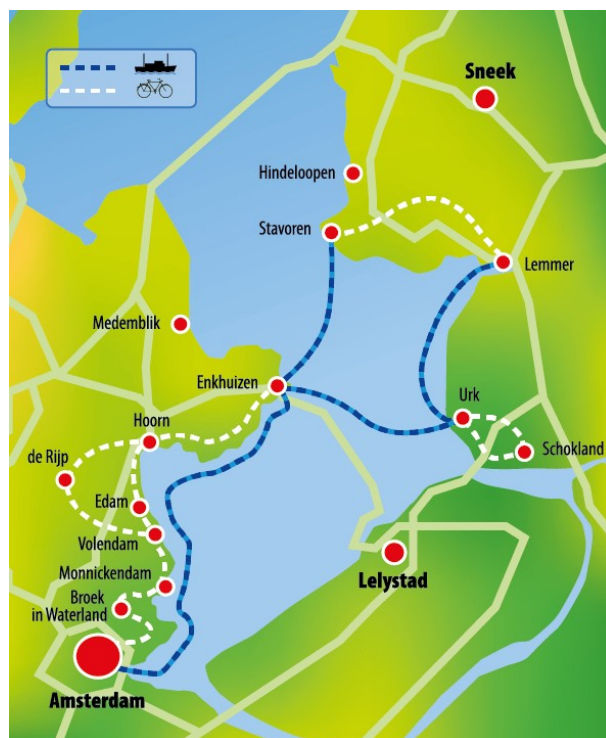 Sneek
Hindeloopen
Stavoren
Lemmer
Medemblik
Enkhuizen
Urk
Hoorn
Schokland
de Rijp
Edam
Volendam
Monnickendam
Lelystad
Broek
in Waterland
Amsterdam